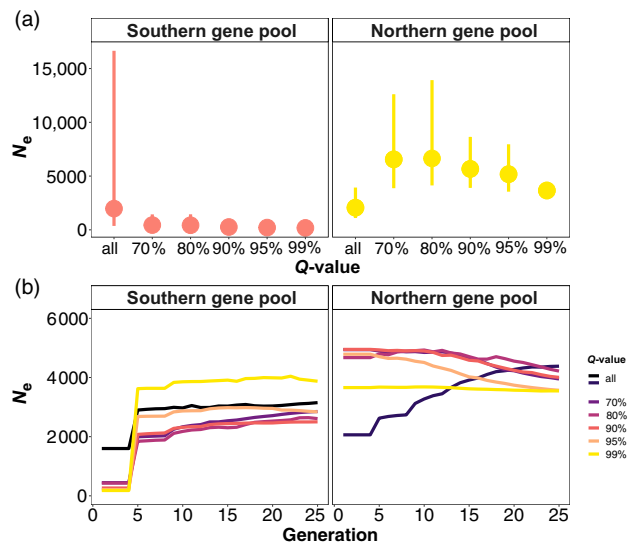 (a)
Southern gene pool Northern gene pool
15,000
10,000
5000
0
Ne
all 70% 80% 90% 95% 99% all 70% 80% 90% 95% 99%
Q-value
(b)
Southern gene pool Northern gene pool
6000
4000
2000
0
Ne
0 5 10 15 20 25 0 5 10 15 20 25
Generation
Q-value
all
70%
80%
90%
95%
99%